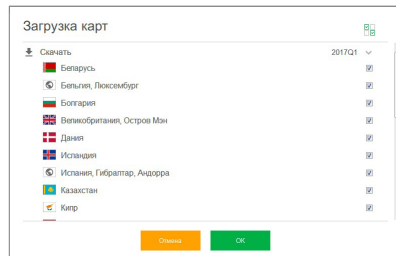 Загрузка карт
Скачать 2017Q1
Беларусь
Бельгия, Люксембург
Болгария
Великобритания, Остров Мэн
Дания
Исландия
Испания, Гибралтар, Андорра
Казахстан
Кипр
Отмена ОК